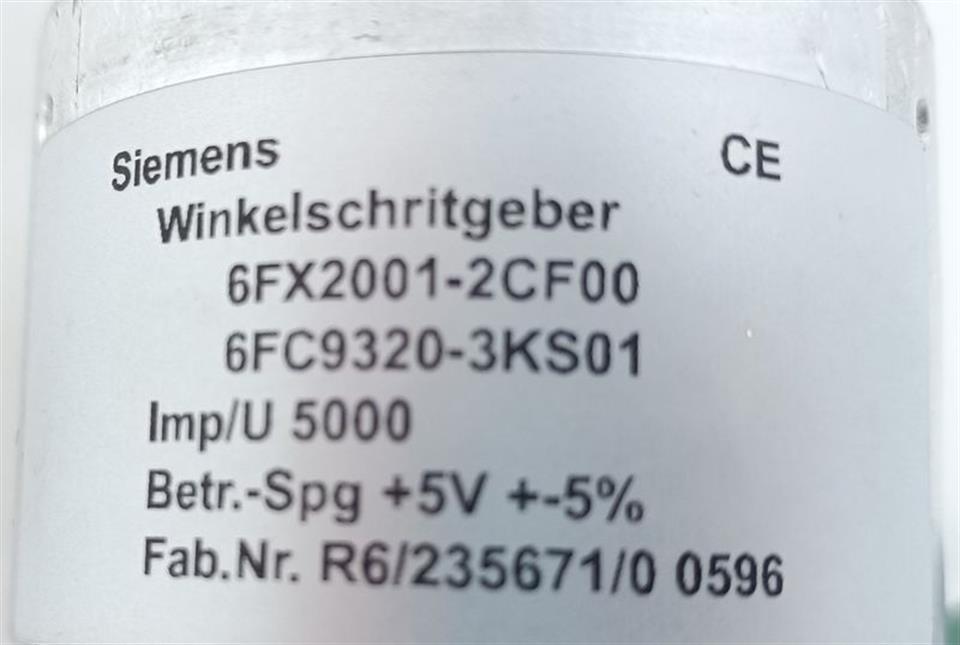 Siemens CE
Winkelschritgeber
6FX2001-2CF00
6FC9320-3KS01
Imp/U 5000
Betr.-Spg +5V +-5%
Fab.Nr. R6/235671/0 0596